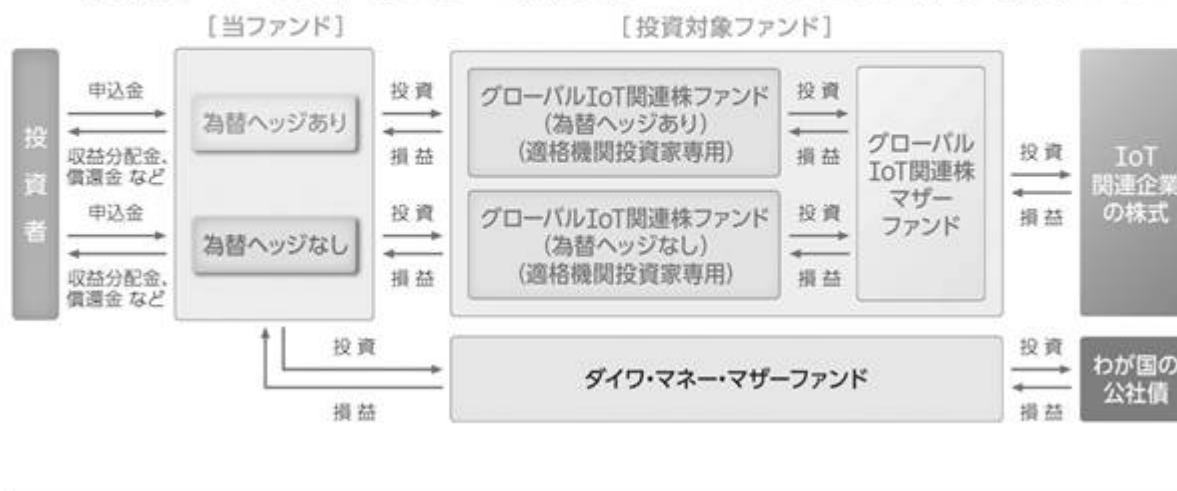 [当ファンド]
[投資対象ファンド]
投資者
申込金
収益分配金、
償還金 など
申込金
収益分配金、
償還金 など
為替ヘッジあり
為替ヘッジなし
投資
損益
投資
損益
グローバルIoT関連株ファンド
(為替ヘッジあり)
(適格機関投資家専用)
グローバルIoT関連株ファンド
(為替ヘッジなし)
(適格機関投資家専用)
投資
損益
投資
損益
グローバル
IoT関連株
マザー
ファンド
投資
損益
IoT
関連企業
の株式
投資
損益
ダイワ・マネー・マザーファンド
投資
損益
わが国の
公社債